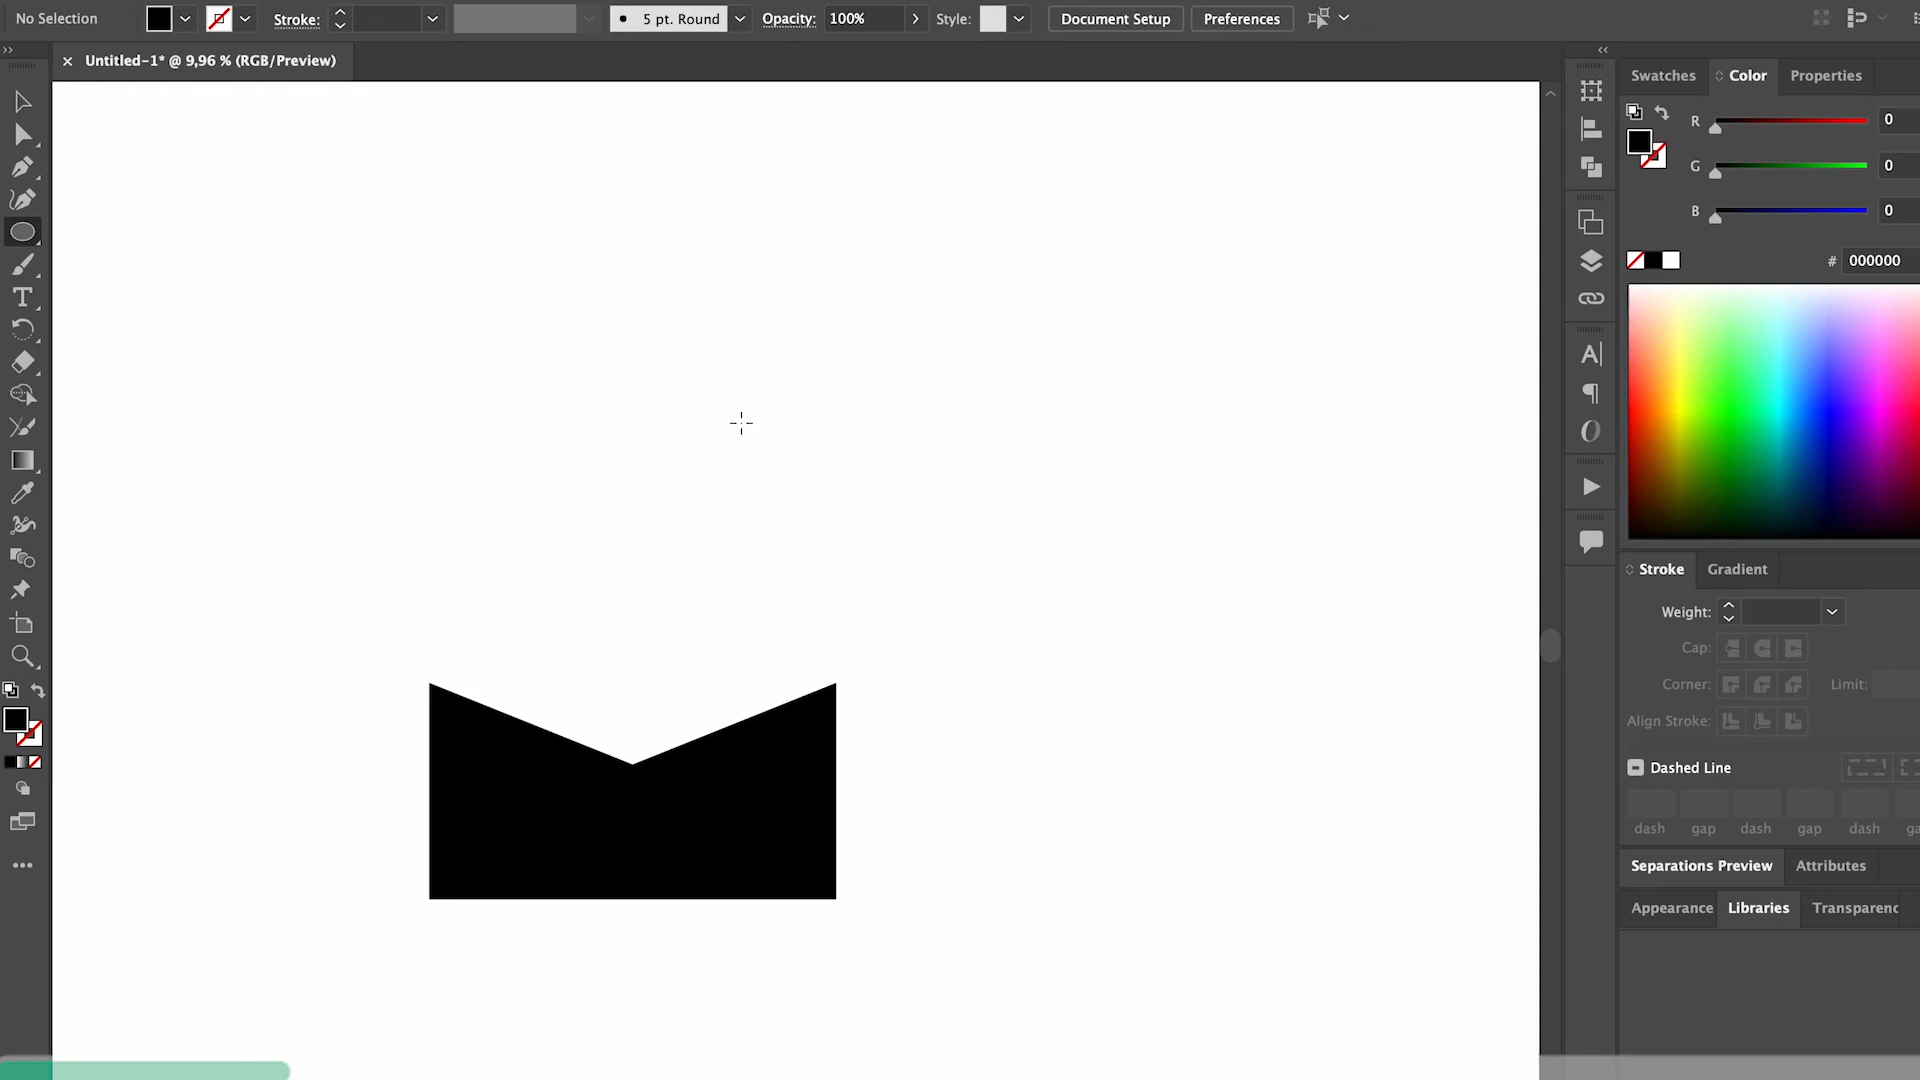 No Selection
Stroke:
5 pt. Round
Opacity:
100%
Style:
Document Setup
Preferences
Untitled-1* @ 9,96 % (RGB/Preview)
Swatches
Color
Properties
R
0
G
0
B
0
#
000000
Stroke
Gradient
Weight:
Cap:
Corner:
Limit:
Align Stroke:
Dashed Line
dash
gap
dash
gap
dash
ga
Separations Preview
Attributes
Appearance
Libraries
Transparenc